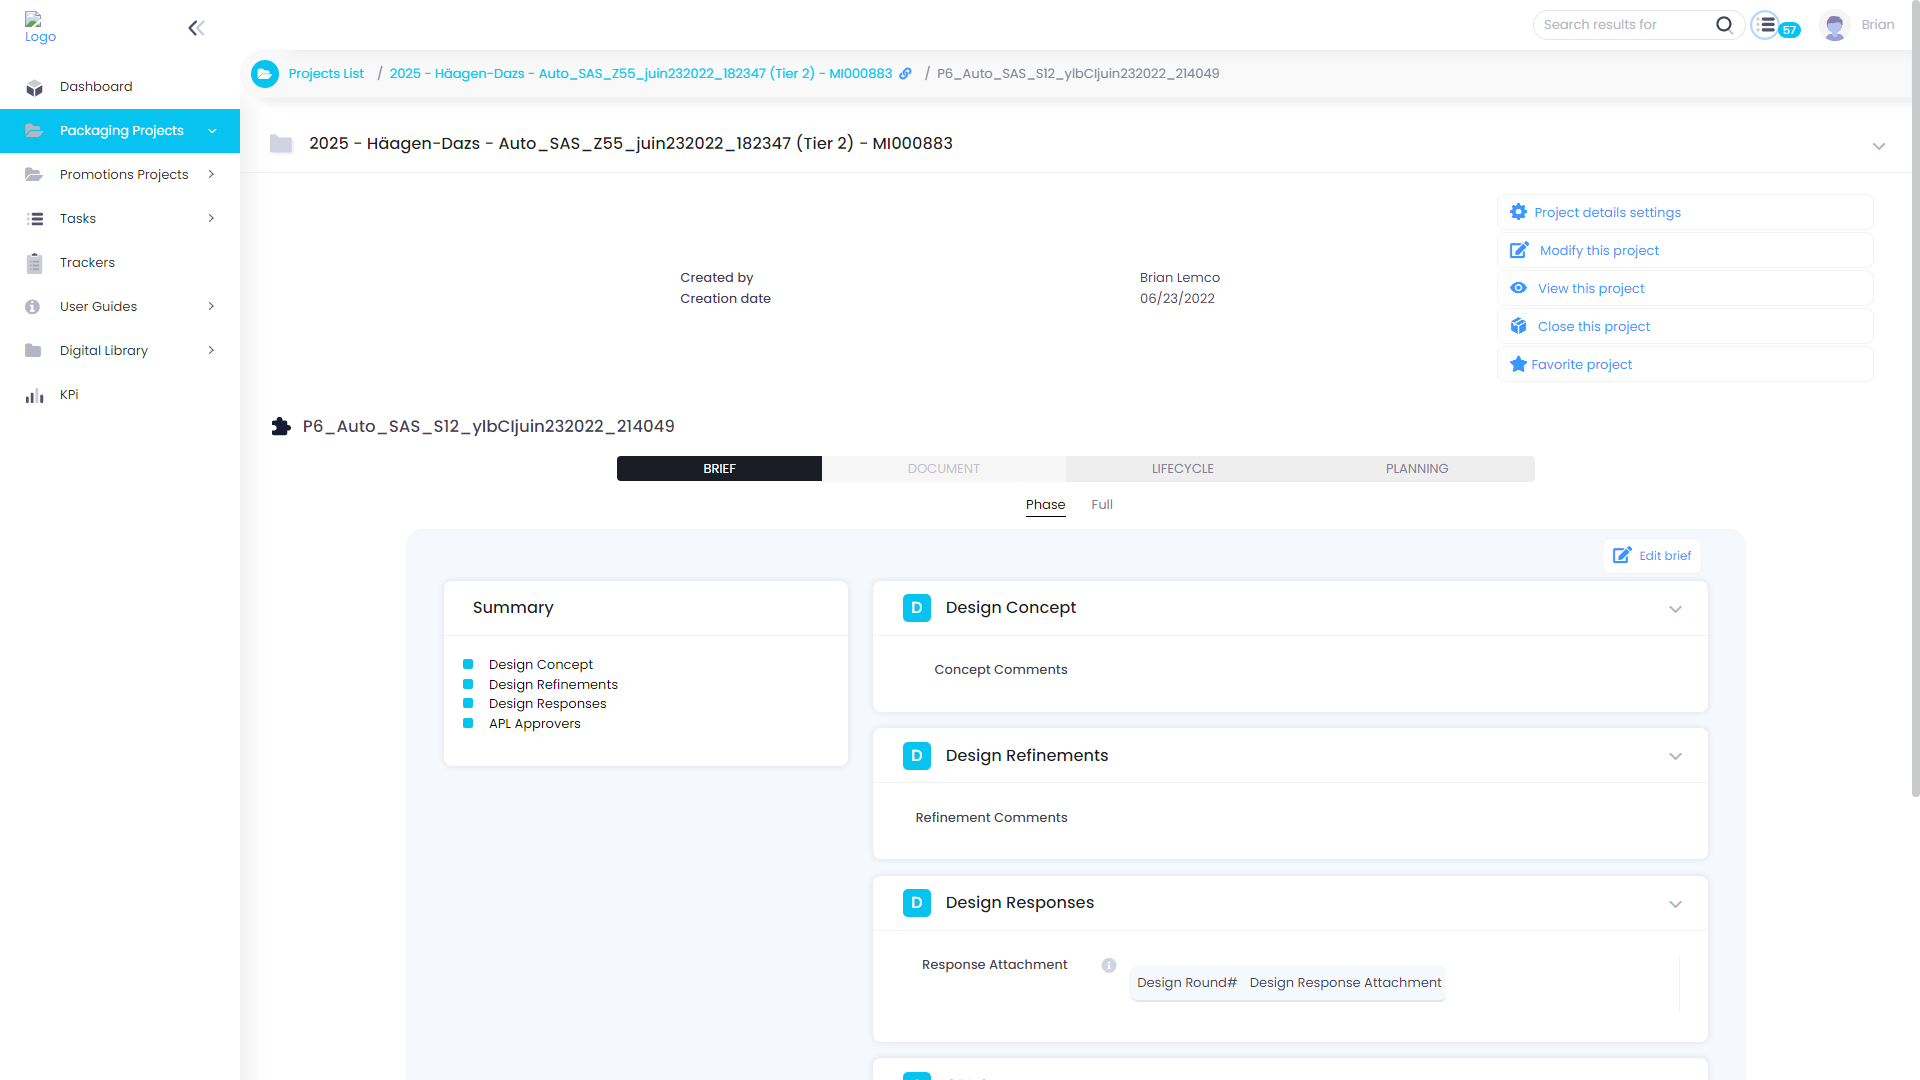 Logo
Search results for
57
Brian
Dashboard
Packaging Projects
Promotions Projects
Tasks
Trackers
User Guides
Digital Library
KPi
Projects List / 2025 - Häagen-Dazs - Auto_SAS_Z55_juin232022_182347 (Tier 2) - MI000883 / P6_Auto_SAS_S12_ylbCIjuin232022_214049
2025 - Häagen-Dazs - Auto_SAS_Z55_juin232022_182347 (Tier 2) - MI000883
Created by Brian Lemco
Creation date 06/23/2022
Project details settings
Modify this project
View this project
Close this project
Favorite project
P6_Auto_SAS_S12_ylbCIjuin232022_214049
BRIEF DOCUMENT LIFECYCLE PLANNING
Phase Full
Edit brief
Summary
Design Concept
Design Refinements
Design Responses
APL Approvers
D Design Concept
Concept Comments
D Design Refinements
Refinement Comments
D Design Responses
Response Attachment
Design Round# Design Response Attachment